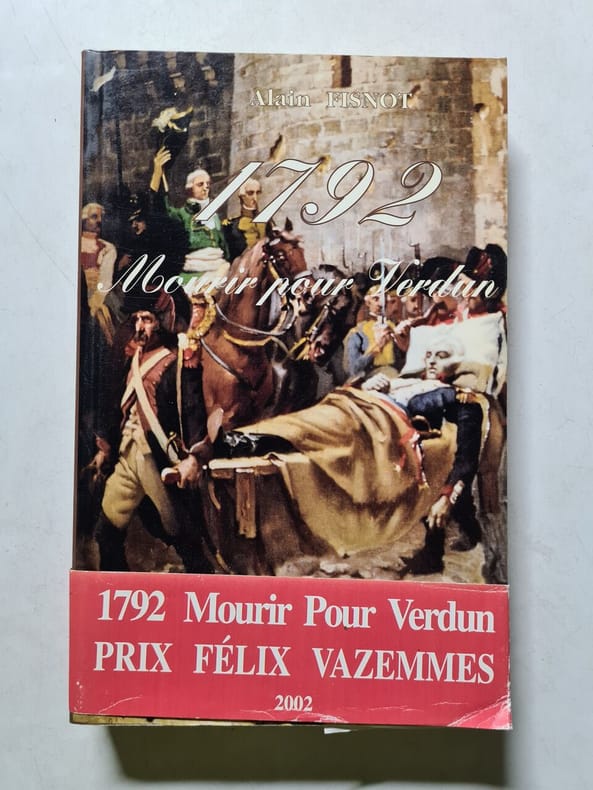 Alain FISNOT
1792
Mourir pour Verdun
1792 Mourir Pour Verdun
PRIX FÉLIX VAZEMMES
2002